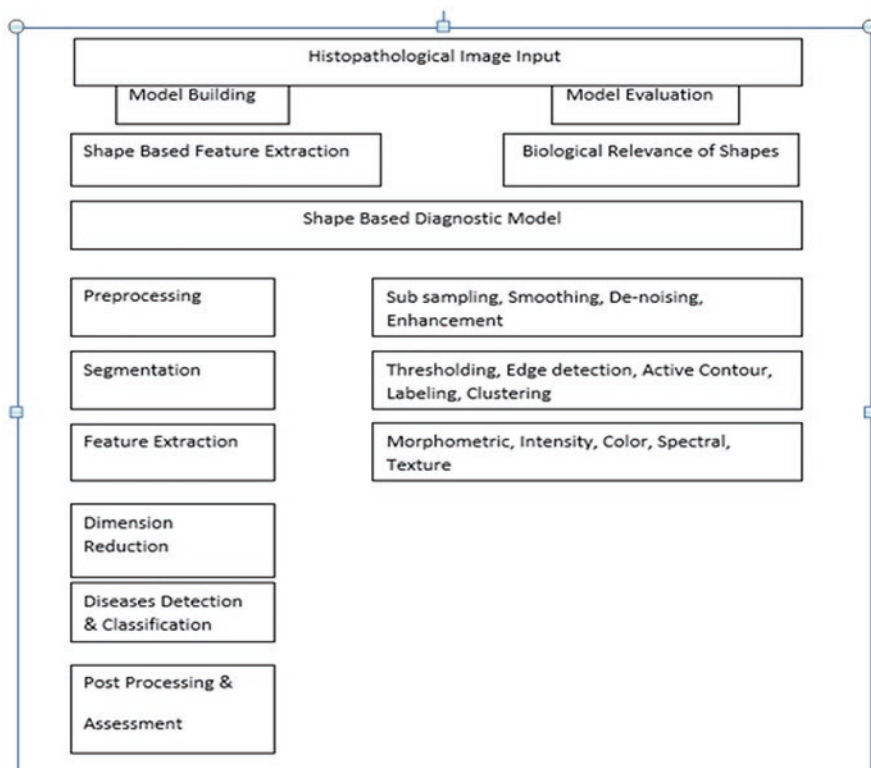 Histopathological Image Input
Model Building
Model Evaluation
Shape Based Feature Extraction
Biological Relevance of Shapes
Shape Based Diagnostic Model
Preprocessing
Sub sampling, Smoothing, De-noising,
Enhancement
Segmentation
Thresholding, Edge detection, Active Contour,
Labeling, Clustering
Feature Extraction
Morphometric, Intensity, Color, Spectral,
Texture
Dimension
Reduction
Diseases Detection
& Classification
Post Processing &
Assessment